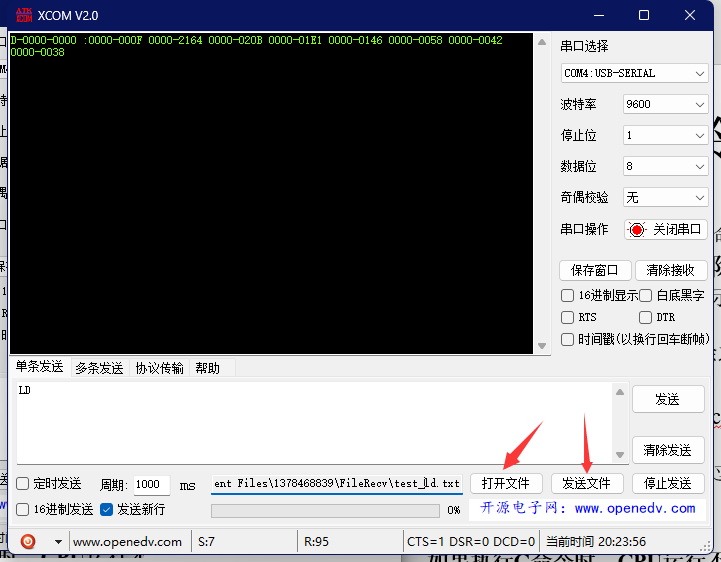 ATK XCOM XCOM V2.0
D-0000-0000 :0000-000F 0000-2164 0000-020B 0000-01E1 0000-0146 0000-0058 0000-0042
0000-0038
串口选择
COM4:USB-SERIAL
波特率 9600
停止位 1
数据位 8
奇偶校验 无
串口操作 关闭串口
保存窗口 清除接收
16进制显示 白底黑字
RTS DTR
时间戳(以换行回车断帧)
单条发送 多条发送 协议传输 帮助
LD
发送
清除发送
定时发送 周期: 1000 ms ent Files\1378468839\FileRecv\test_ld.txt 打开文件 发送文件 停止发送
16进制发送 发送新行 0% 开源电子网：www.openedv.com
www.openedv.com S:7 R:95 CTS=1 DSR=0 DCD=0 当前时间 20:23:56